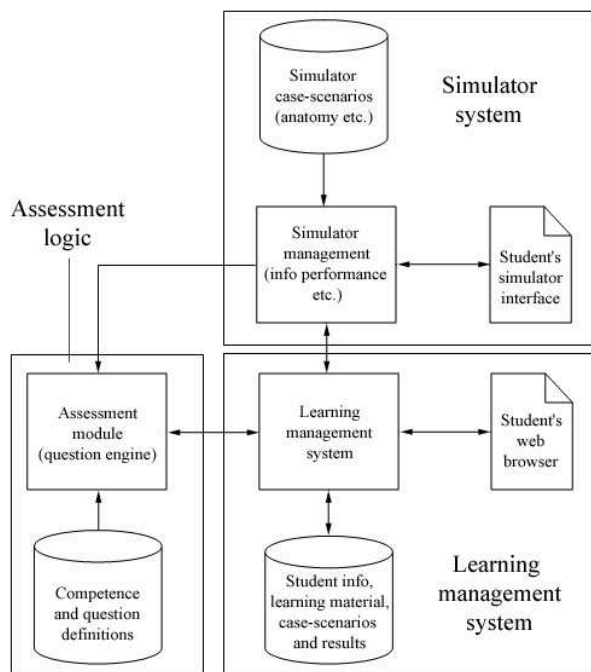 Simulator
case-scenarios
(anatomy etc.)
Simulator
system
Assessment
logic
Simulator
management
(info performance
etc.)
Student's
simulator
interface
Assessment
module
(question engine)
Learning
management
system
Student's
web
browser
Competence
and question
definitions
Student info,
learning material,
case-scenarios
and results
Learning
management
system